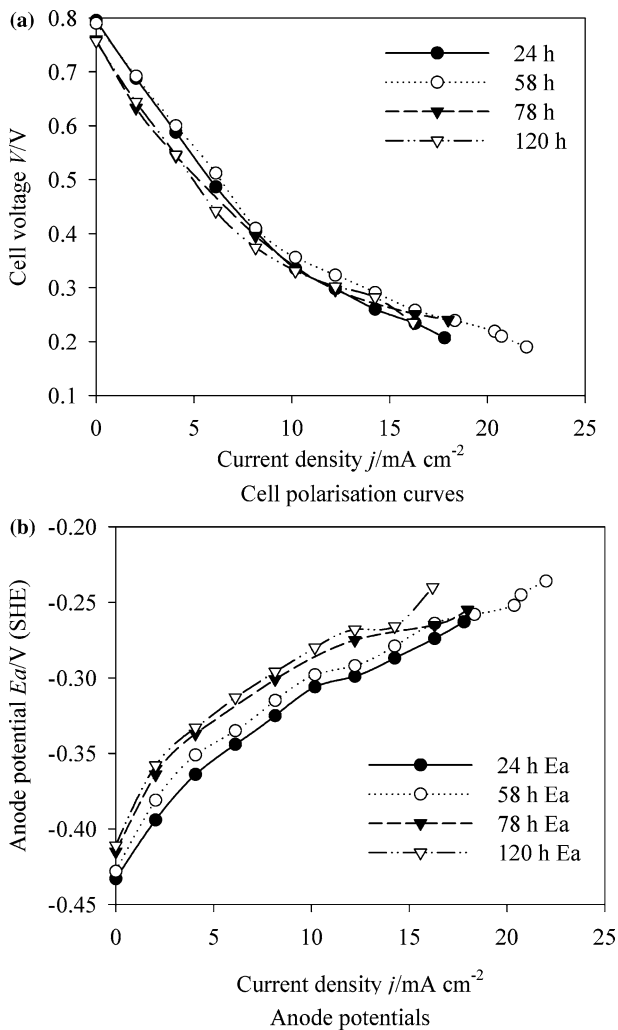 (a)
0.8
0.7
0.6
0.5
0.4
0.3
0.2
0.1
Cell voltage V/V
24 h
58 h
78 h
120 h
0 5 10 15 20 25
Current density j/mA cm-2
Cell polarisation curves
(b)
-0.20
-0.25
-0.30
-0.35
-0.40
-0.45
Anode potential Ea/V (SHE)
24 h Ea
58 h Ea
78 h Ea
120 h Ea
0 5 10 15 20 25
Current density j/mA cm-2
Anode potentials